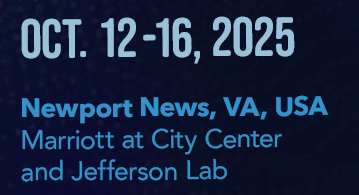 OCT. 12-16, 2025
Newport News, VA, USA
Marriott at City Center
and Jefferson Lab